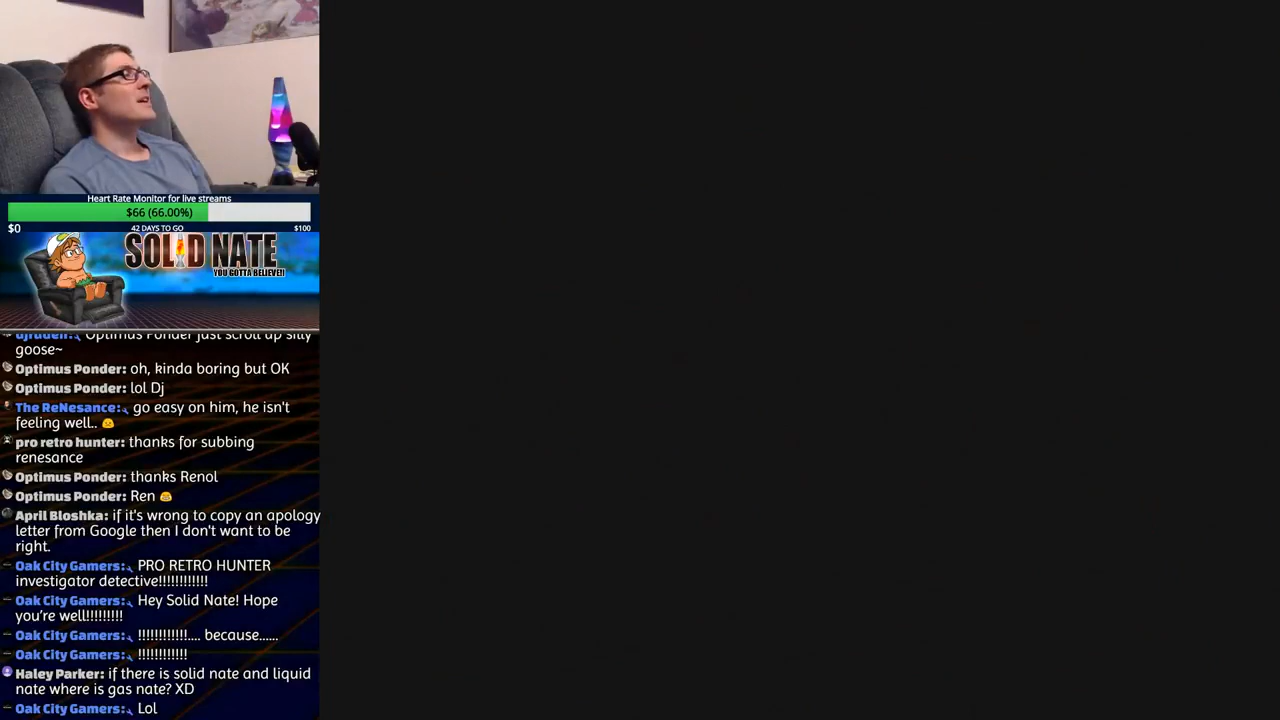 Heart Rate Monitor for live streams
$66 (66.00%)
$0 42 DAYS TO GO $100
SOLID NATE
YOU GOTTA BELIEVE!!
Optimus Ponder just scroll up silly
goose~
Optimus Ponder: oh, kinda boring but OK
Optimus Ponder: lol Dj
The ReNesance: go easy on him, he isn't
feeling well..
pro retro hunter: thanks for subbing
renesance
Optimus Ponder: thanks Renol
Optimus Ponder: Ren
April Bloshka: if it's wrong to copy an apology
letter from Google then I don't want to be
right.
Oak City Gamers: PRO RETRO HUNTER
investigator detective!!!!!!!!!!!!
Oak City Gamers: Hey Solid Nate! Hope
you're well!!!!!!!!!
Oak City Gamers: !!!!!!!!!!!!.... because......
Oak City Gamers: !!!!!!!!!!!!
Haley Parker: if there is solid nate and liquid
nate where is gas nate? XD
Oak City Gamers: Lol